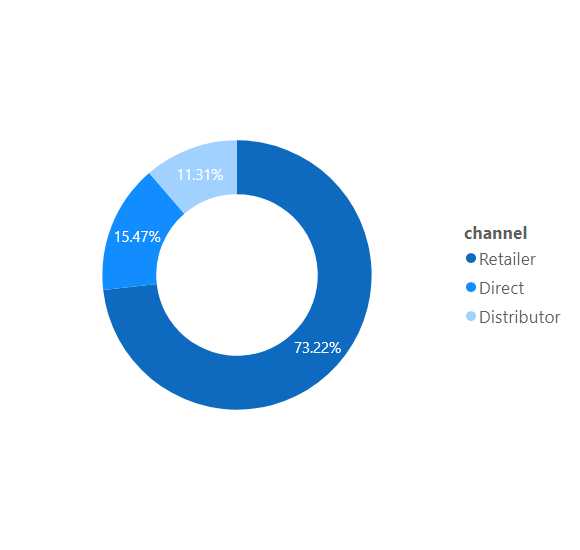 11.31%
15.47%
73.22%
channel
Retailer
Direct
Distributor